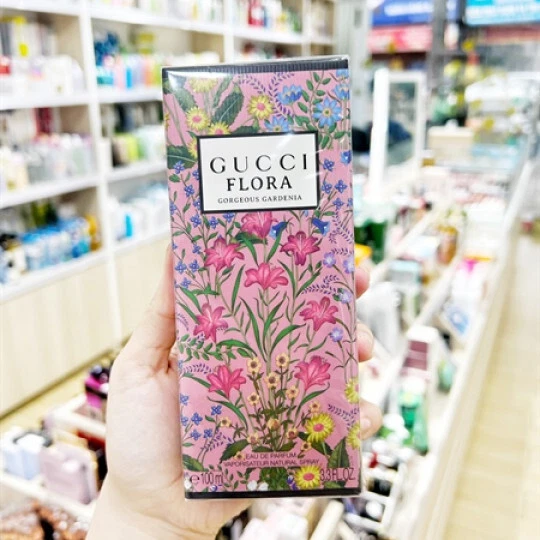 GUCCI
FLORA
GORGEOUS GARDENIA
EAU DE PARFUM
VAPORISATEUR NATURAL SPRAY
℮ 100mL 3.3 FL.OZ